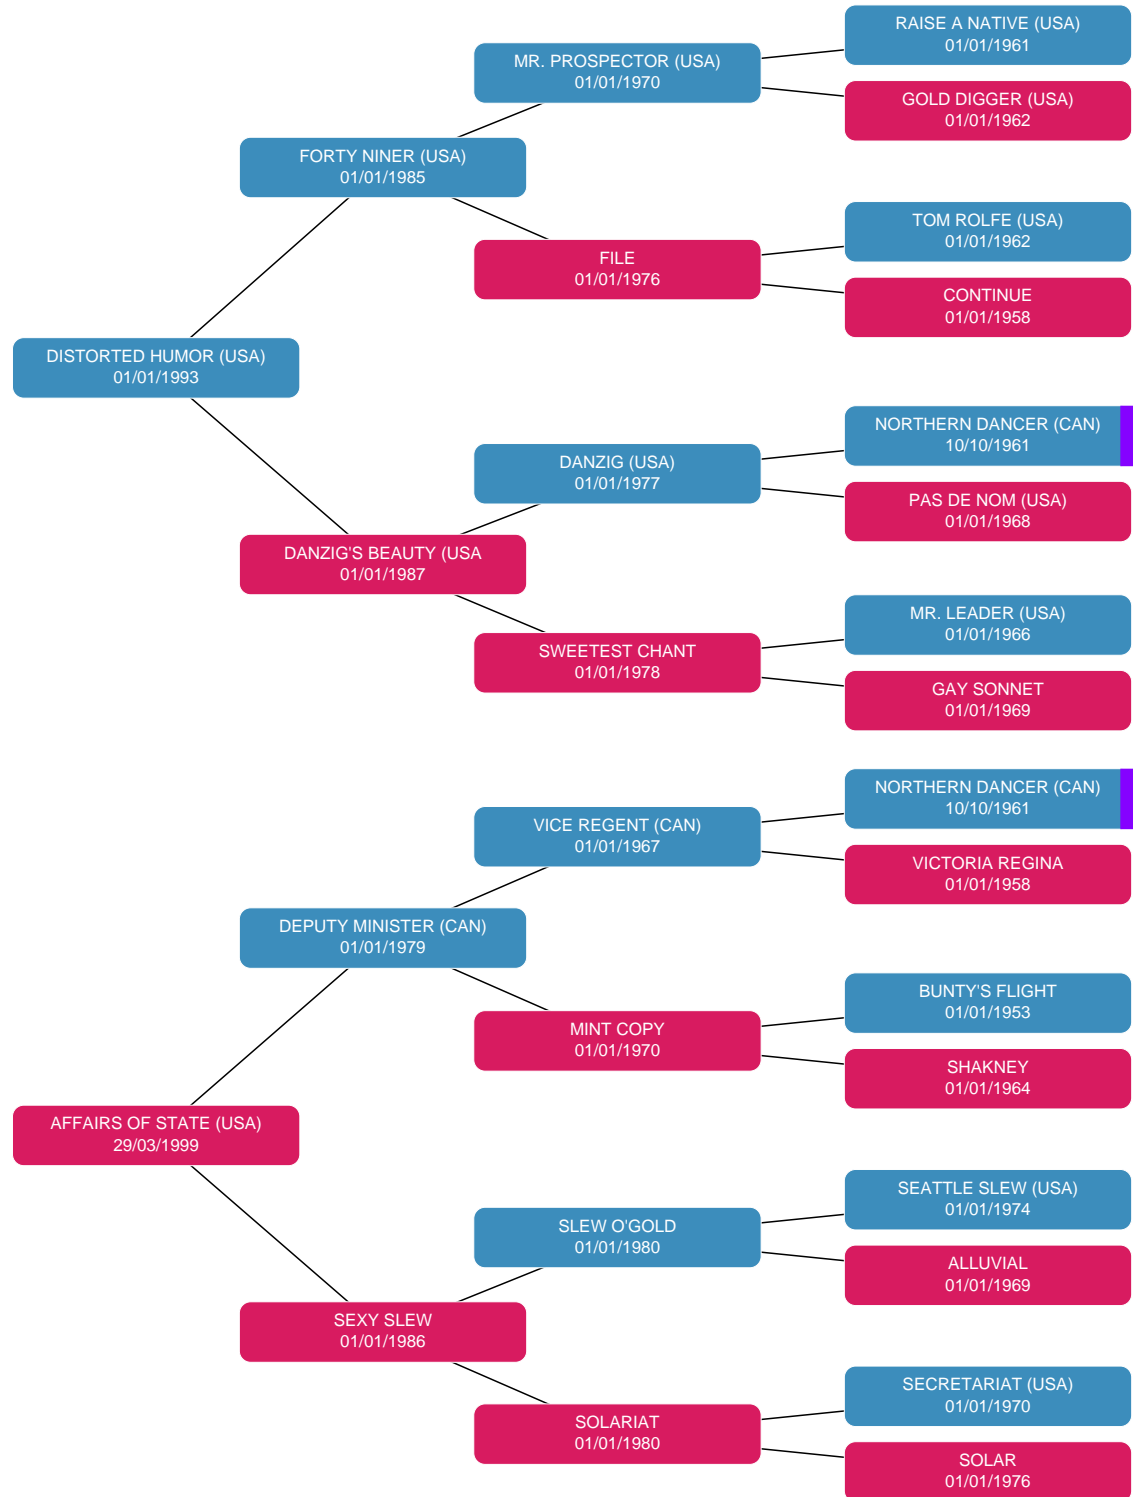 RAISE A NATIVE (USA)
01/01/1961
MR. PROSPECTOR (USA)
01/01/1970
GOLD DIGGER (USA)
01/01/1962
FORTY NINER (USA)
01/01/1985
TOM ROLFE (USA)
01/01/1962
FILE
01/01/1976
CONTINUE
01/01/1958
DISTORTED HUMOR (USA)
01/01/1993
NORTHERN DANCER (CAN)
10/10/1961
DANZIG (USA)
01/01/1977
PAS DE NOM (USA)
01/01/1968
DANZIG'S BEAUTY (USA
01/01/1987
MR. LEADER (USA)
01/01/1966
SWEETEST CHANT
01/01/1978
GAY SONNET
01/01/1969
NORTHERN DANCER (CAN)
10/10/1961
VICE REGENT (CAN)
01/01/1967
VICTORIA REGINA
01/01/1958
DEPUTY MINISTER (CAN)
01/01/1979
BUNTY'S FLIGHT
01/01/1953
MINT COPY
01/01/1970
SHAKNEY
01/01/1964
AFFAIRS OF STATE (USA)
29/03/1999
SEATTLE SLEW (USA)
01/01/1974
SLEW O'GOLD
01/01/1980
ALLUVIAL
01/01/1969
SEXY SLEW
01/01/1986
SECRETARIAT (USA)
01/01/1970
SOLARIAT
01/01/1980
SOLAR
01/01/1976